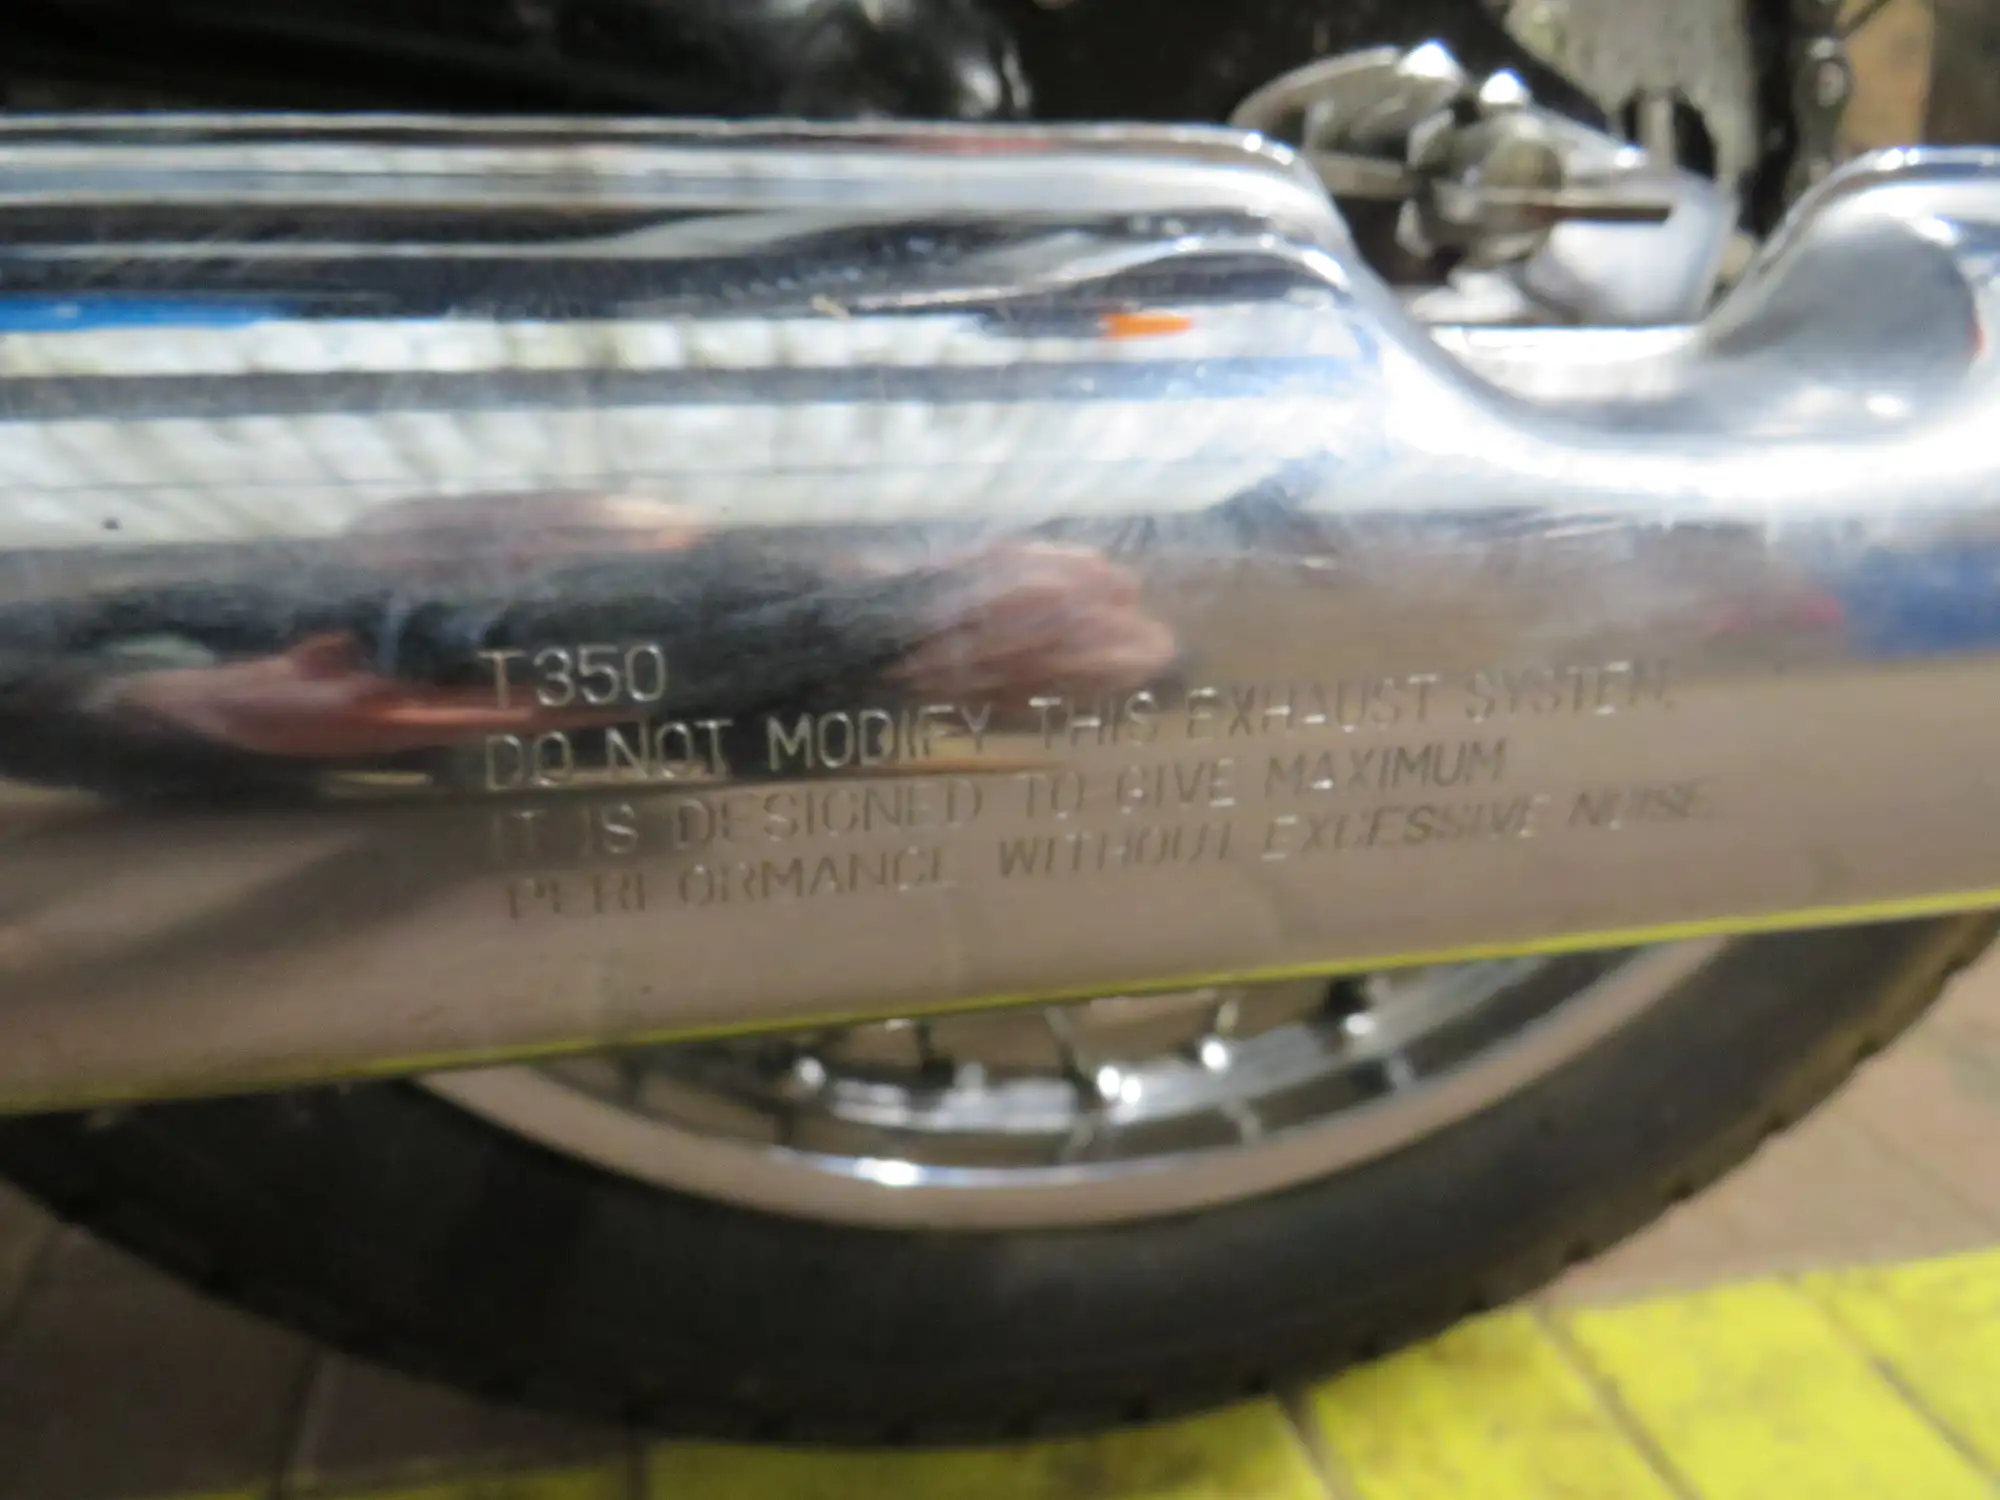 T350
DO NOT MODIFY THIS EXHAUST SYSTEM.
IT IS DESIGNED TO GIVE MAXIMUM
PERFORMANCE WITHOUT EXCESSIVE NOISE.